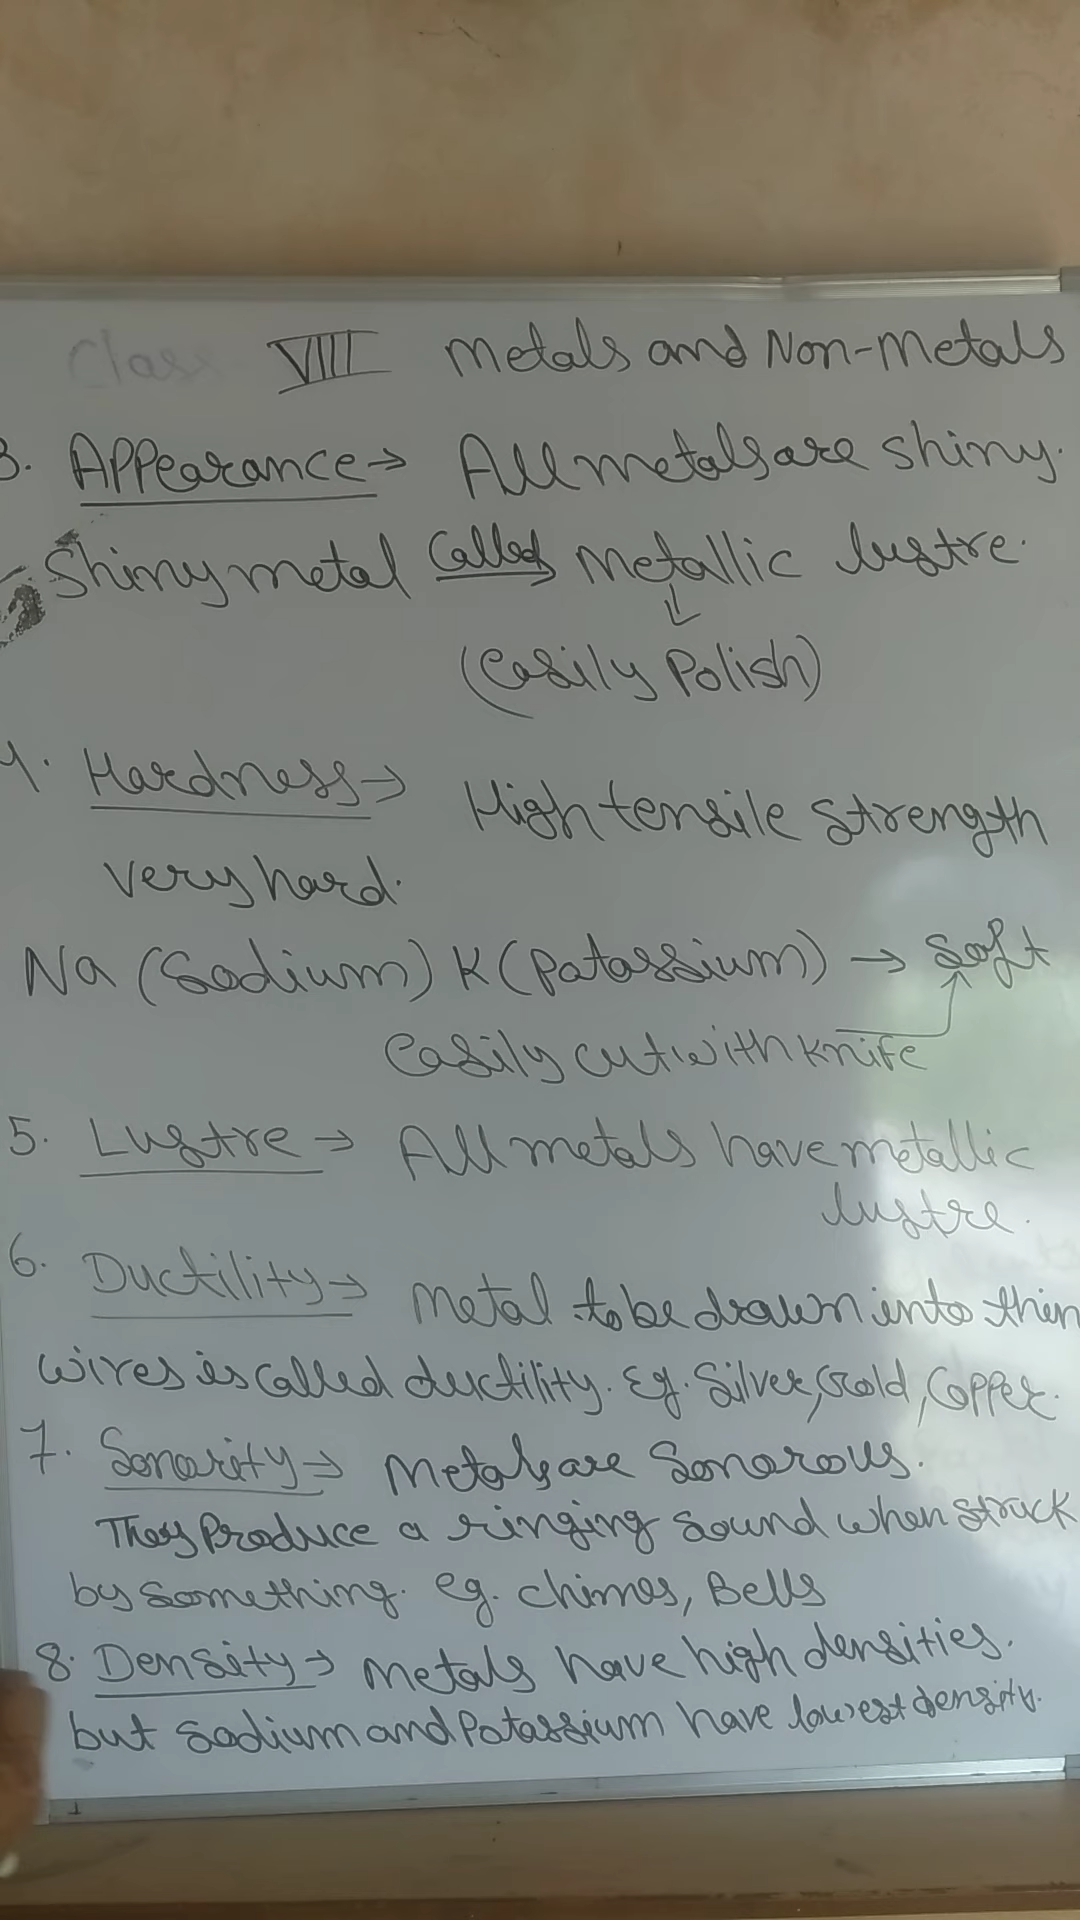 Class VIII Metals and Non-Metals
3. Appearance → All metals are shiny.
Shiny metal called Metallic lustre.
(Easily Polish)
4. Hardness → High tensile strength
very hard.
Na (Sodium) K (Patassium) → Soft
Easily cut with knife
5. Lustre → All metals have metallic
lustre.
6. Ductility → Metal to be drawn into thin
wires is called ductility. Eg. Silver, Gold, Copper.
7. Sonority → Metals are Sonorous.
They Produce a ringing sound when struck
by something. eg. chimes, Bells
8. Density → Metals have high densities.
but Sodium and Potassium have lowest density.